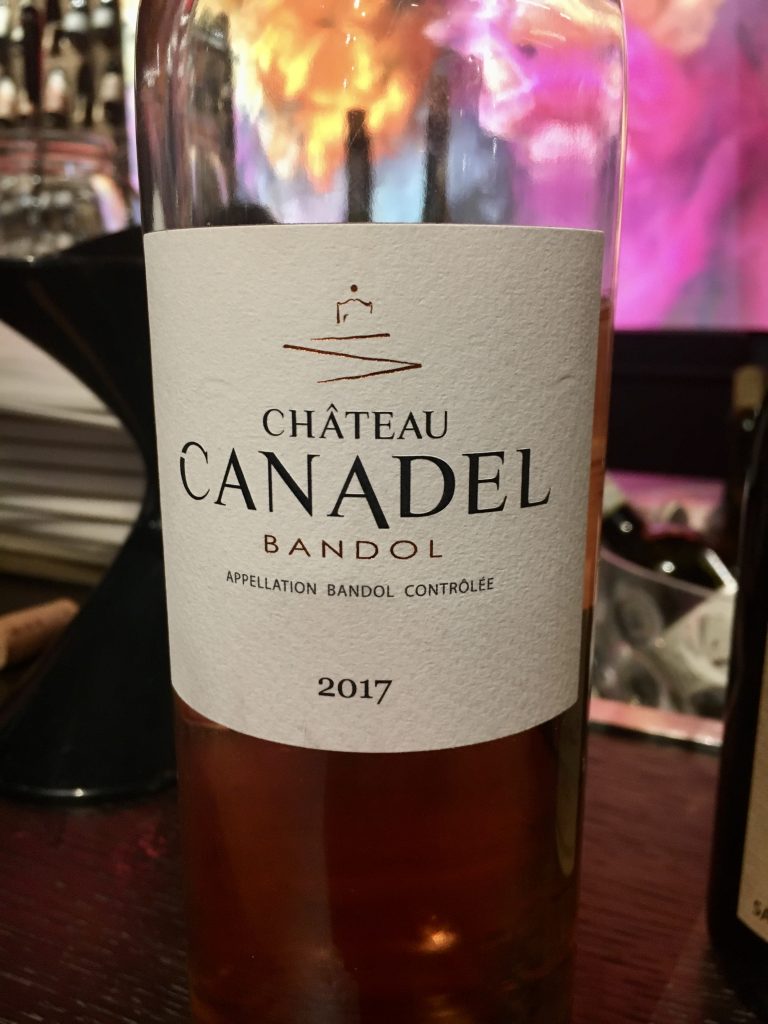 CHÂTEAU
CANADEL
BANDOL
APPELLATION BANDOL CONTRÔLÉE
2017